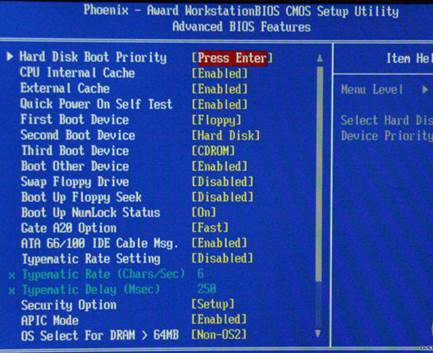 Phoenix - Award WorkstationBIOS CMOS Setup Utility
Advanced BIOS Features
Hard Disk Boot Priority [Press Enter]
CPU Internal Cache [Enabled]
External Cache [Enabled]
Quick Power On Self Test [Enabled]
First Boot Device [Floppy]
Second Boot Device [Hard Disk]
Third Boot Device [CDROM]
Boot Other Device [Enabled]
Swap Floppy Drive [Disabled]
Boot Up Floppy Seek [Disabled]
Boot Up NumLock Status [On]
Gate A20 Option [Fast]
ATA 66/100 IDE Cable Msg. [Enabled]
Typematic Rate Setting [Disabled]
x Typematic Rate (Chars/Sec) 6
x Typematic Delay (Msec) 250
Security Option [Setup]
APIC Mode [Enabled]
OS Select For DRAM > 64MB [Non-OS2]
Item Hel
Menu Level
Select Hard Dis
Device Priority